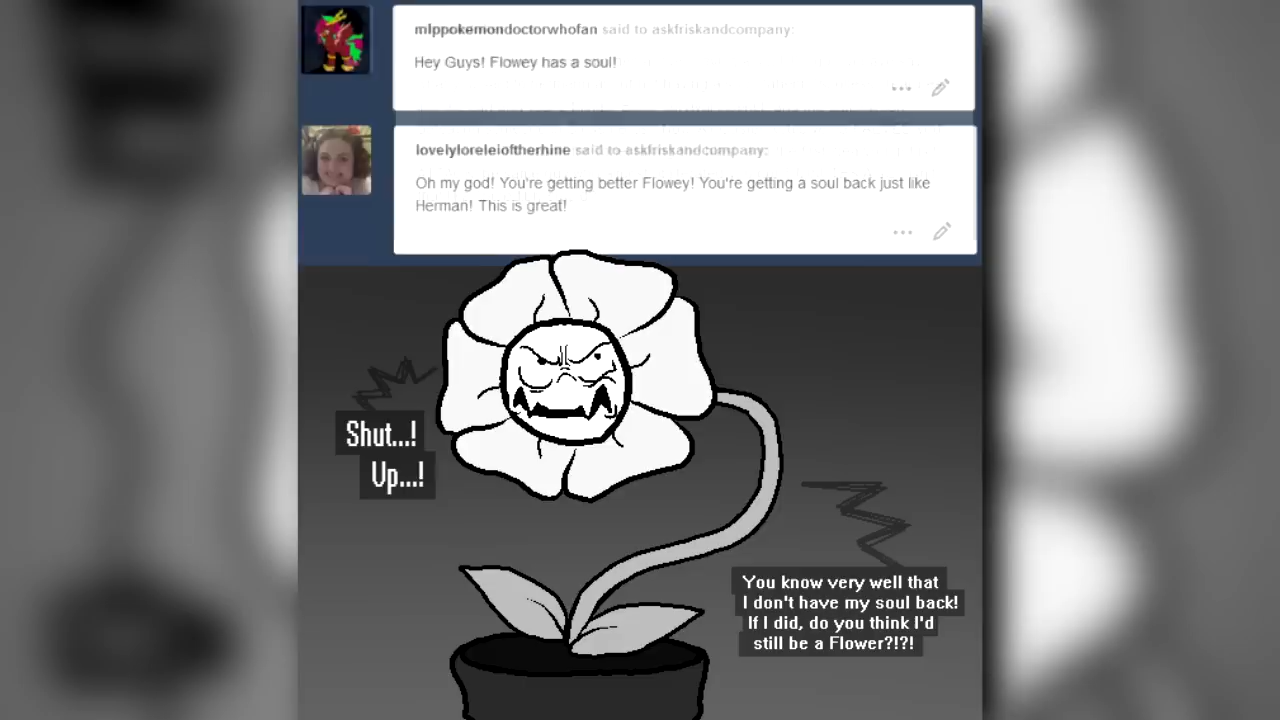 mlppokemondoctorwhofan said to askfriskandcompany:
Hey Guys! Flowey has a soul!
lovelyloreleioftherhine said to askfriskandcompany:
Oh my god! You're getting better Flowey! You're getting a soul back just like
Herman! This is great!
Shut...!
Up...!
You know very well that
I don't have my soul back!
If I did, do you think I'd
still be a Flower?!?!